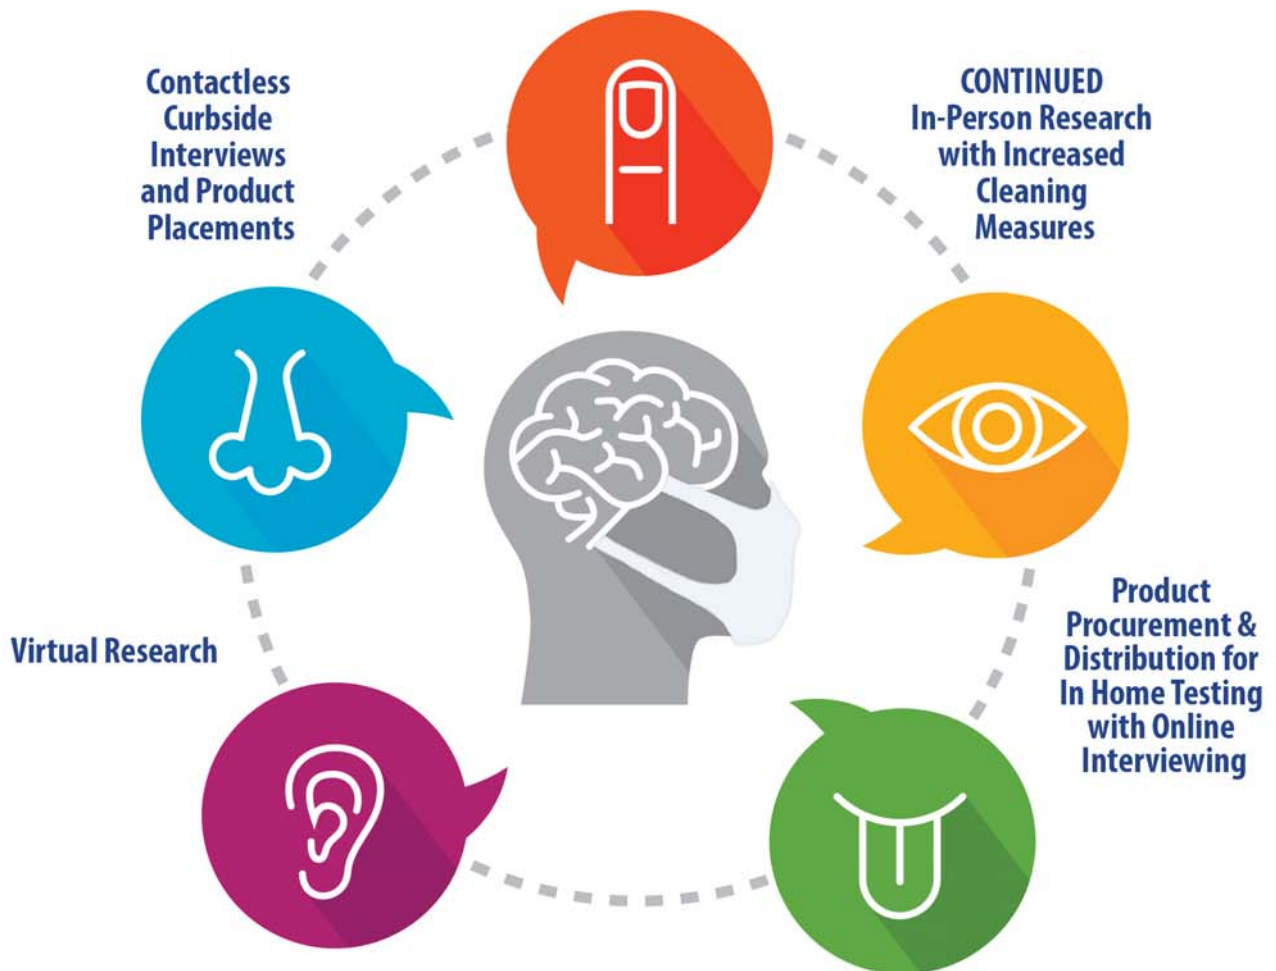 Contactless
Curbside
Interviews
and Product
Placements
CONTINUED
In-Person Research
with Increased
Cleaning
Measures
Virtual Research
Product
Procurement &
Distribution for
In Home Testing
with Online
Interviewing